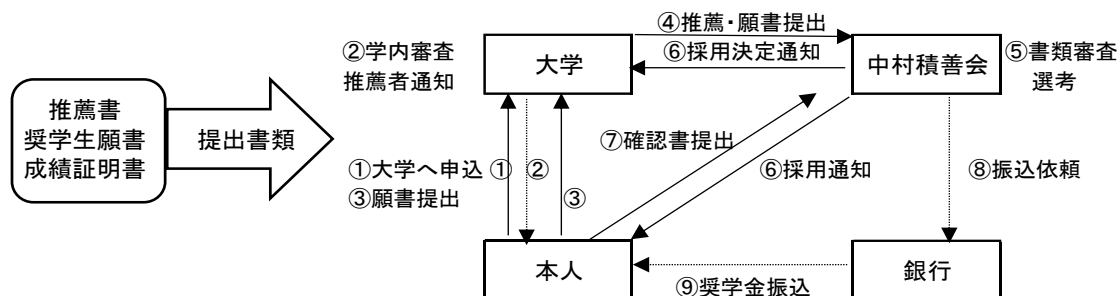 ④推薦・願書提出
②学内審査
推薦者通知
大学
⑥採用決定通知
中村積善会
⑤書類審査
選考
推薦書
奨学生願書
成績証明書
提出書類
①大学へ申込
③願書提出
①
②
③
⑦確認書提出
⑥採用通知
⑧振込依頼
本人
銀行
⑨奨学金振込